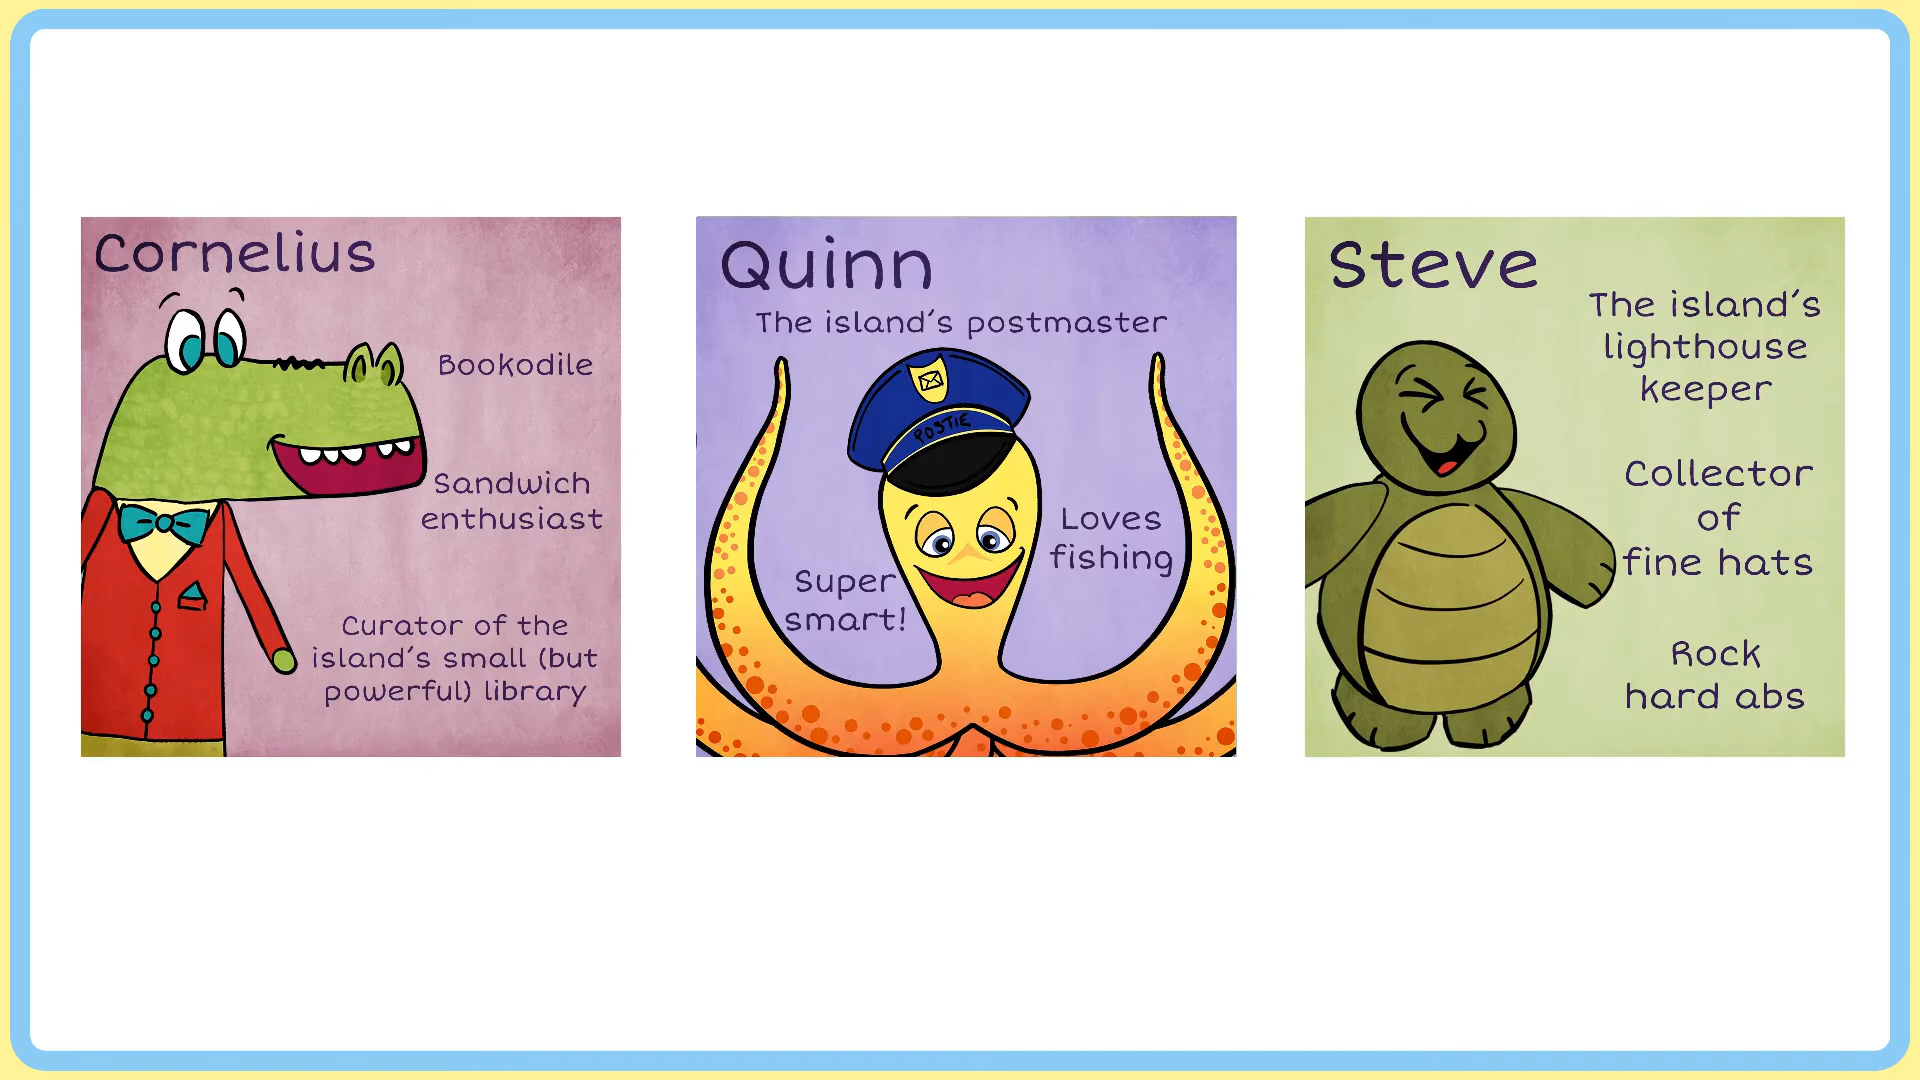 Cornelius
Bookodile
Sandwich
enthusiast
Curator of the
island's small (but
powerful) library
Quinn
The island's postmaster
POSTIE
Loves
fishing
Super
smart!
Steve
The island's
lighthouse
keeper
Collector
of
fine hats
Rock
hard abs